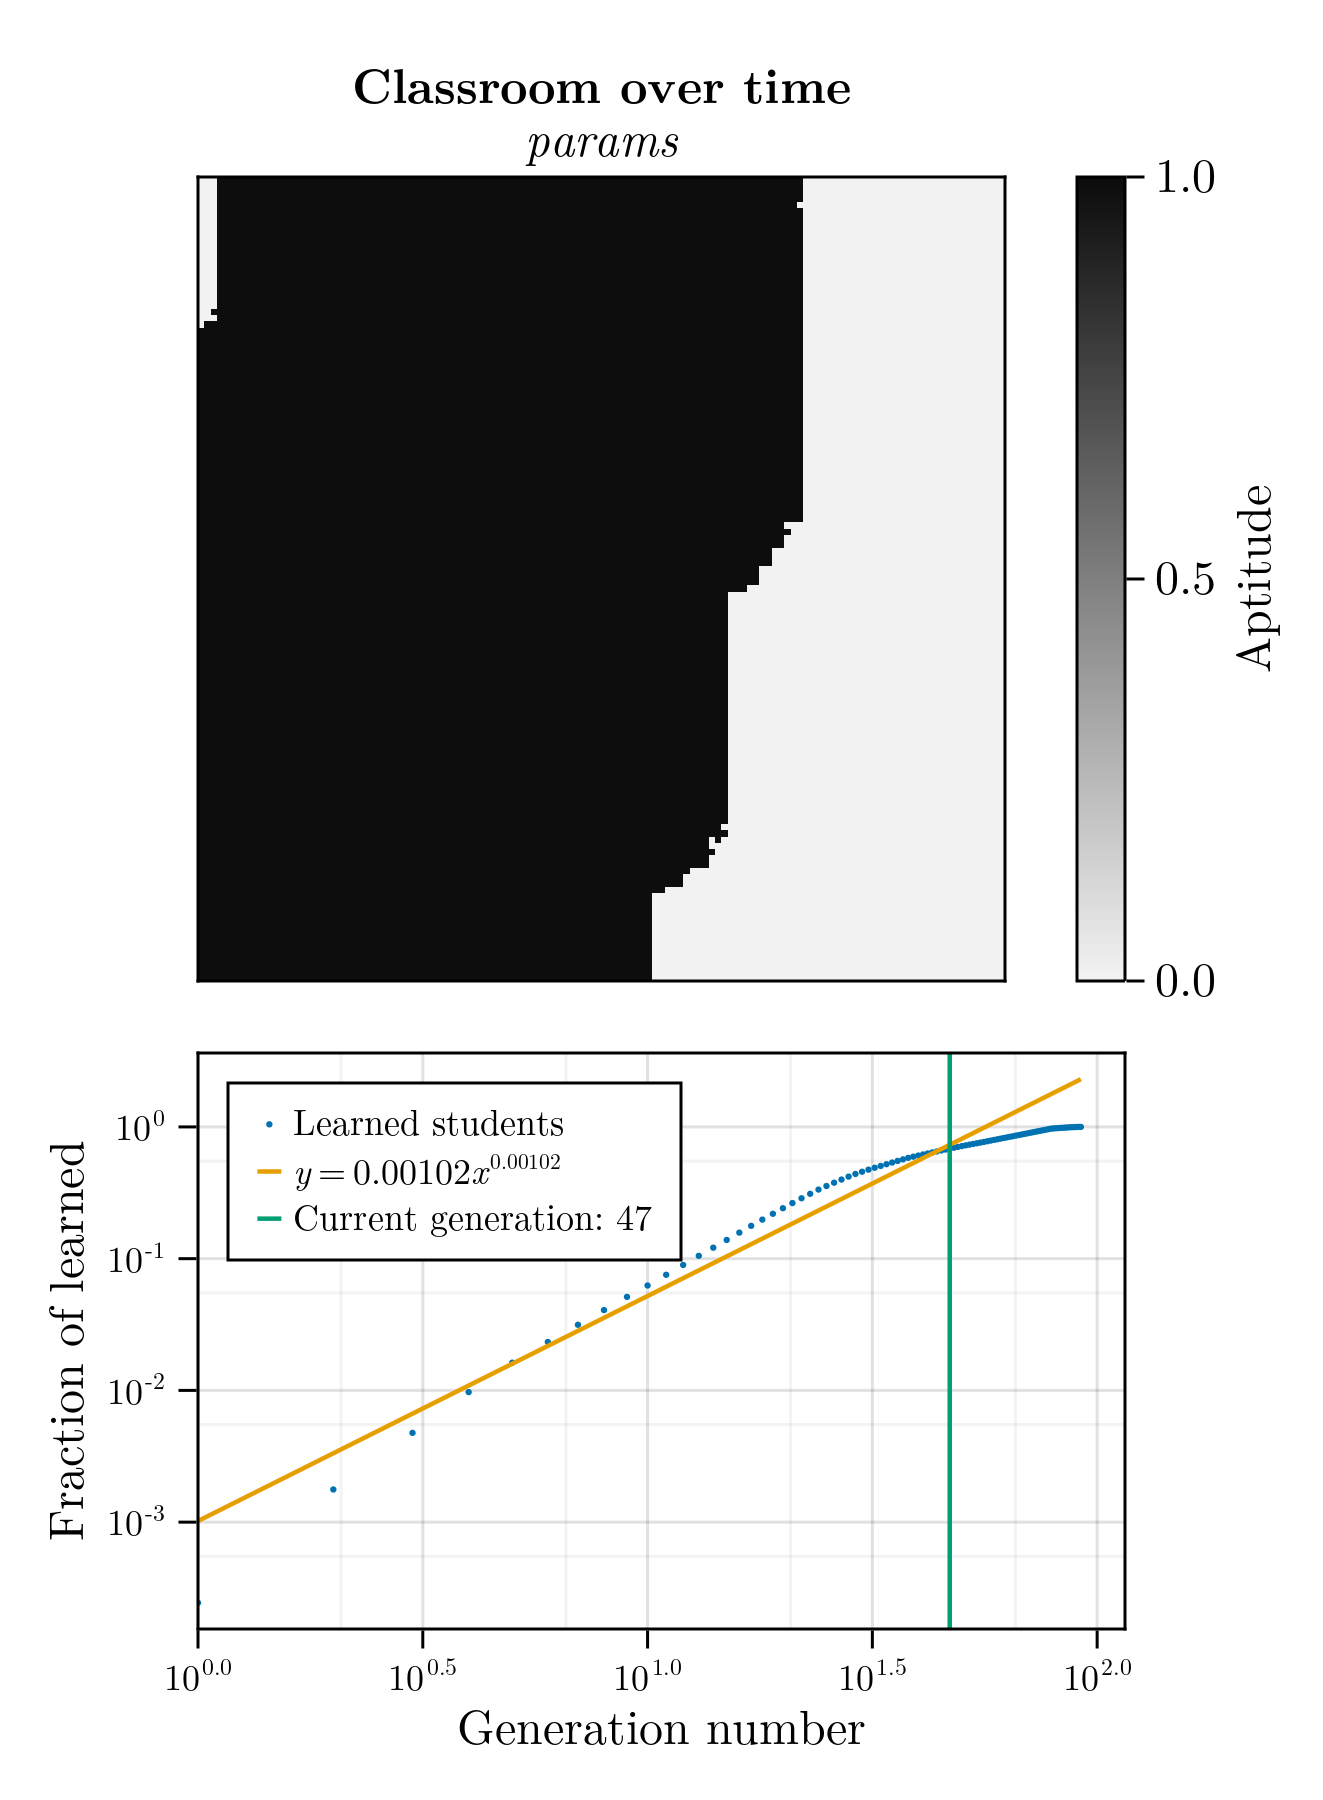 Classroom over time
params
1.0
0.5
0.0
Aptitude
Learned students
y = 0.00102x^0.00102
Current generation: 47
10^0
10^-1
10^-2
10^-3
Fraction of learned
10^0.0 10^0.5 10^1.0 10^1.5 10^2.0
Generation number